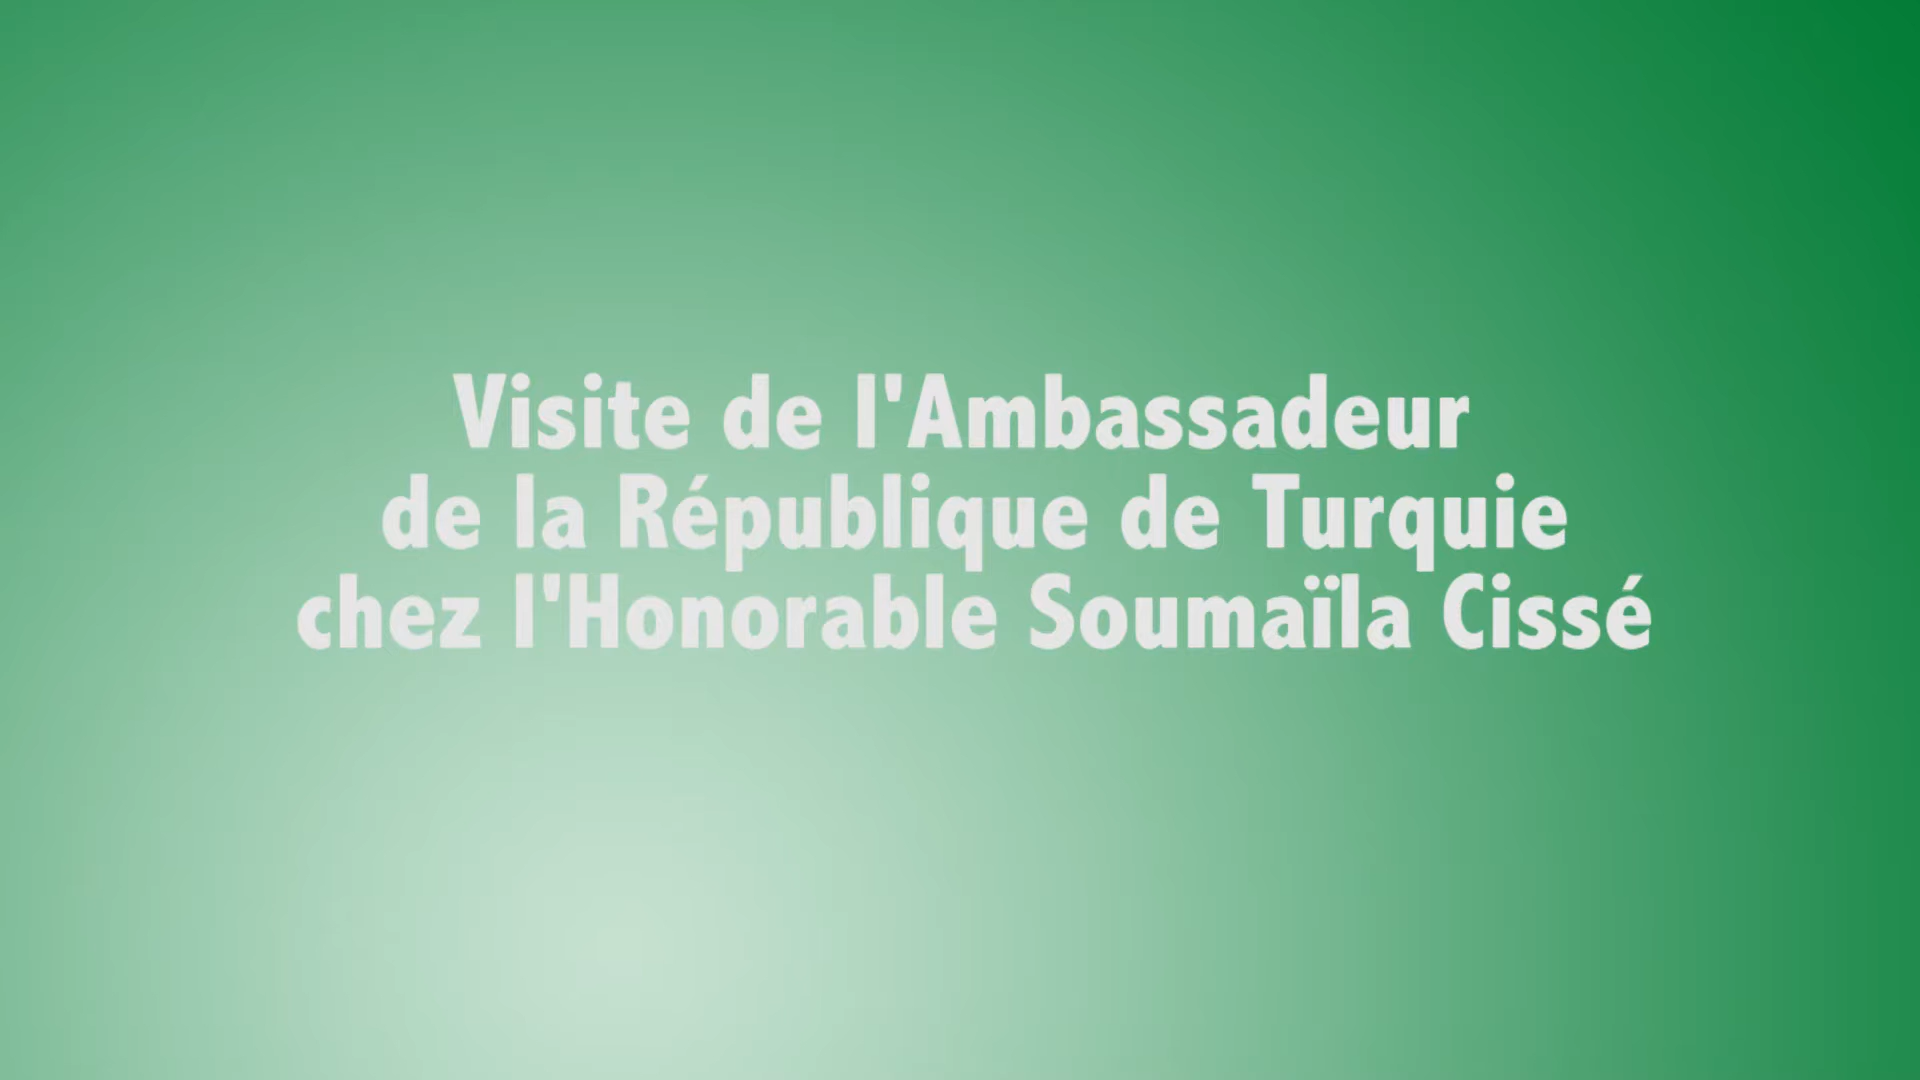 Visite de l'Ambassadeur
de la République de Turquie
chez l'Honorable Soumaïla Cissé